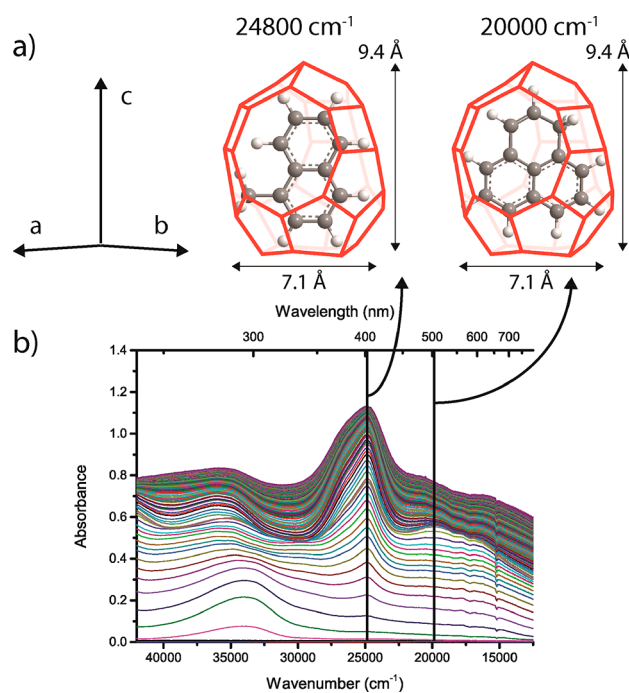 a)
24800 cm⁻¹
20000 cm⁻¹
9.4 Å
9.4 Å
c
a
b
7.1 Å
7.1 Å
b)
Wavelength (nm)
300
400
500
600
700
1.4
1.2
1.0
0.8
0.6
0.4
0.2
0.0
Absorbance
40000
35000
30000
25000
20000
15000
Wavenumber (cm⁻¹)